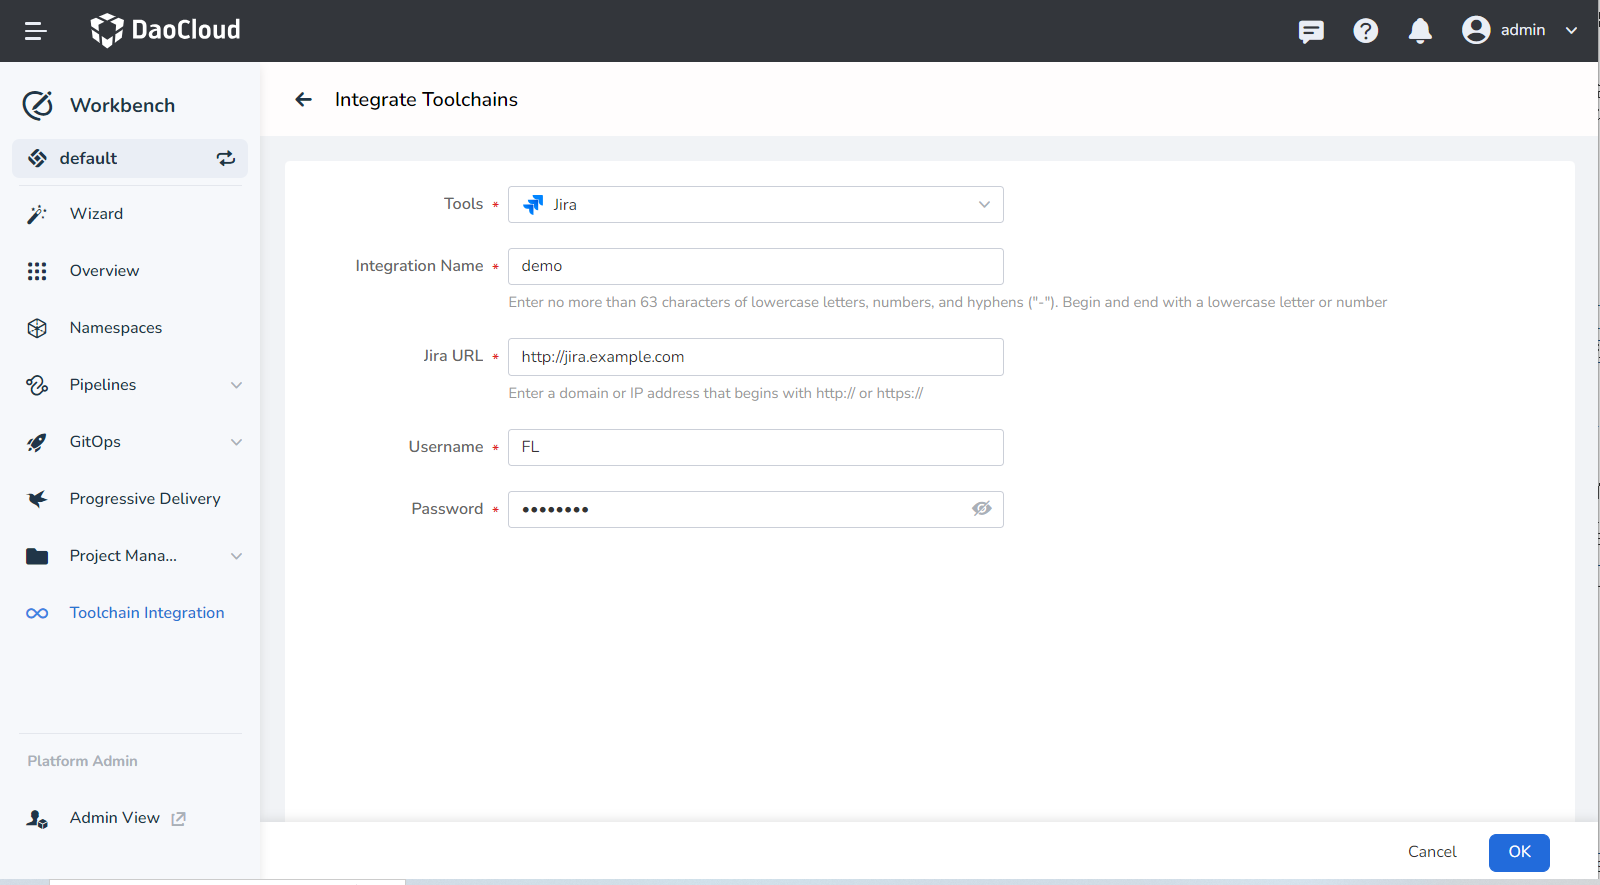 DaoCloud
admin
Workbench
default
Wizard
Overview
Namespaces
Pipelines
GitOps
Progressive Delivery
Project Mana...
Toolchain Integration
Platform Admin
Admin View
Integrate Toolchains
Tools * Jira
Integration Name * demo
Enter no more than 63 characters of lowercase letters, numbers, and hyphens ("-"). Begin and end with a lowercase letter or number
Jira URL * http://jira.example.com
Enter a domain or IP address that begins with http:// or https://
Username * FL
Password * ••••••••
Cancel
OK